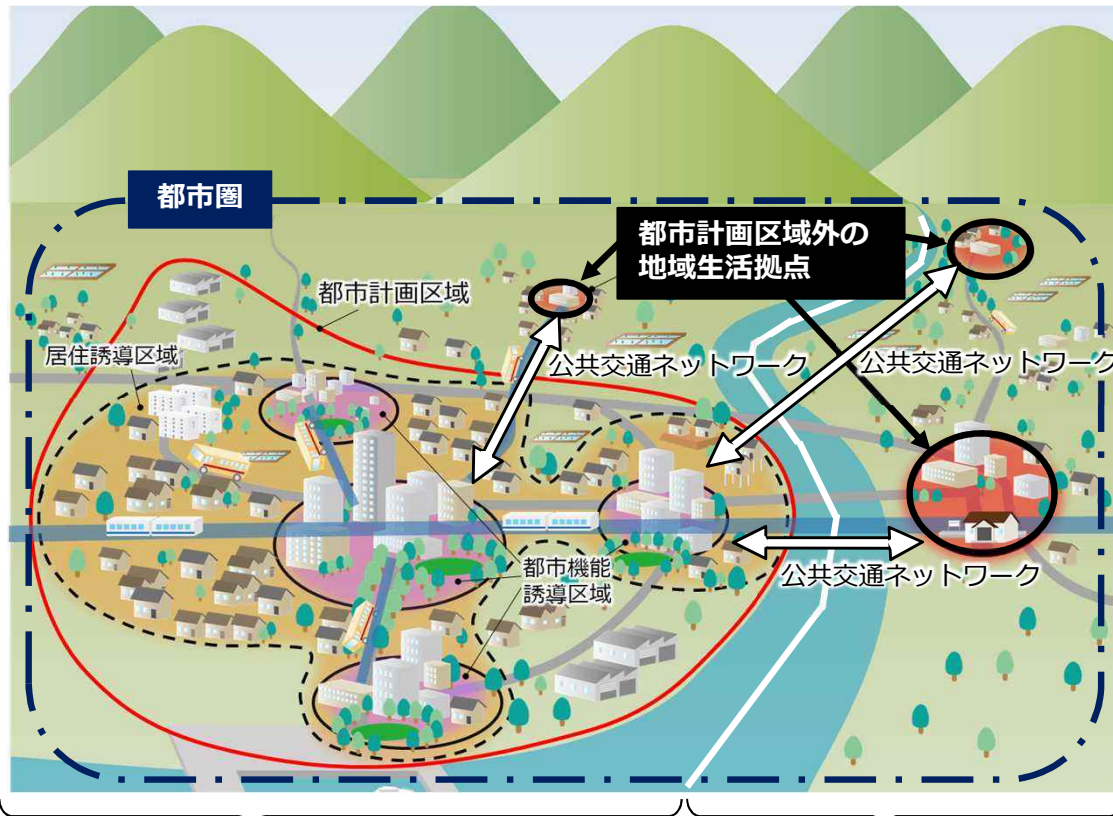 都市圏
都市計画区域外の
地域生活拠点
都市計画区域
居住誘導区域
公共交通ネットワーク
公共交通ネットワーク
都市機能
誘導区域
公共交通ネットワーク